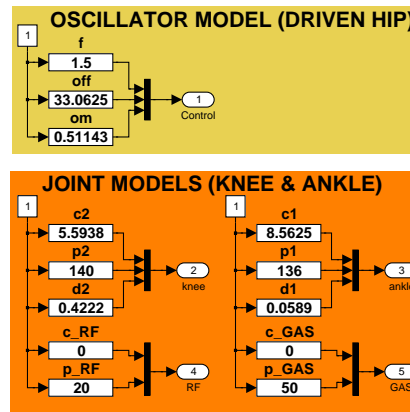 OSCILLATOR MODEL (DRIVEN HIP)
1
f
1.5
off
33.0625
1
Control
om
0.51143
JOINT MODELS (KNEE & ANKLE)
1
c2
5.5938
p2
140
2
knee
d2
0.4222
c_RF
0
p_RF
20
4
RF
1
c1
8.5625
p1
136
3
ankle
d1
0.0589
c_GAS
0
p_GAS
50
5
GAS